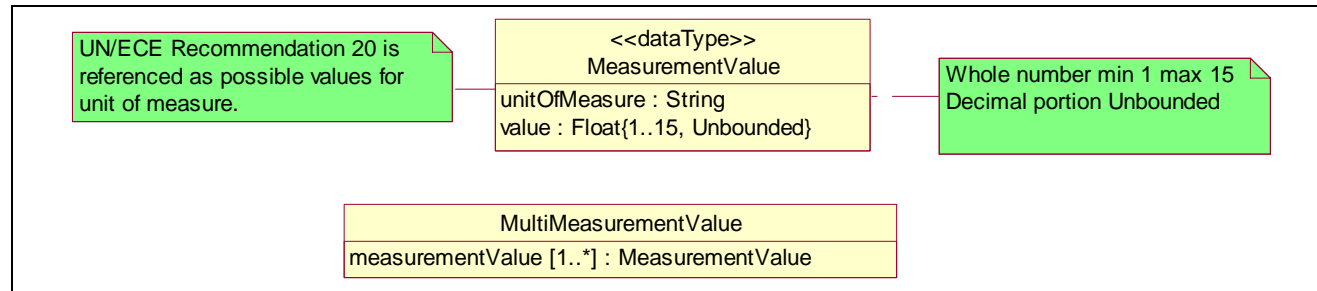 UN/ECE Recommendation 20 is
referenced as possible values for
unit of measure.
<<dataType>>
MeasurementValue
unitOfMeasure : String
value : Float{1..15, Unbounded}
Whole number min 1 max 15
Decimal portion Unbounded
MultiMeasurementValue
measurementValue [1..*] : MeasurementValue